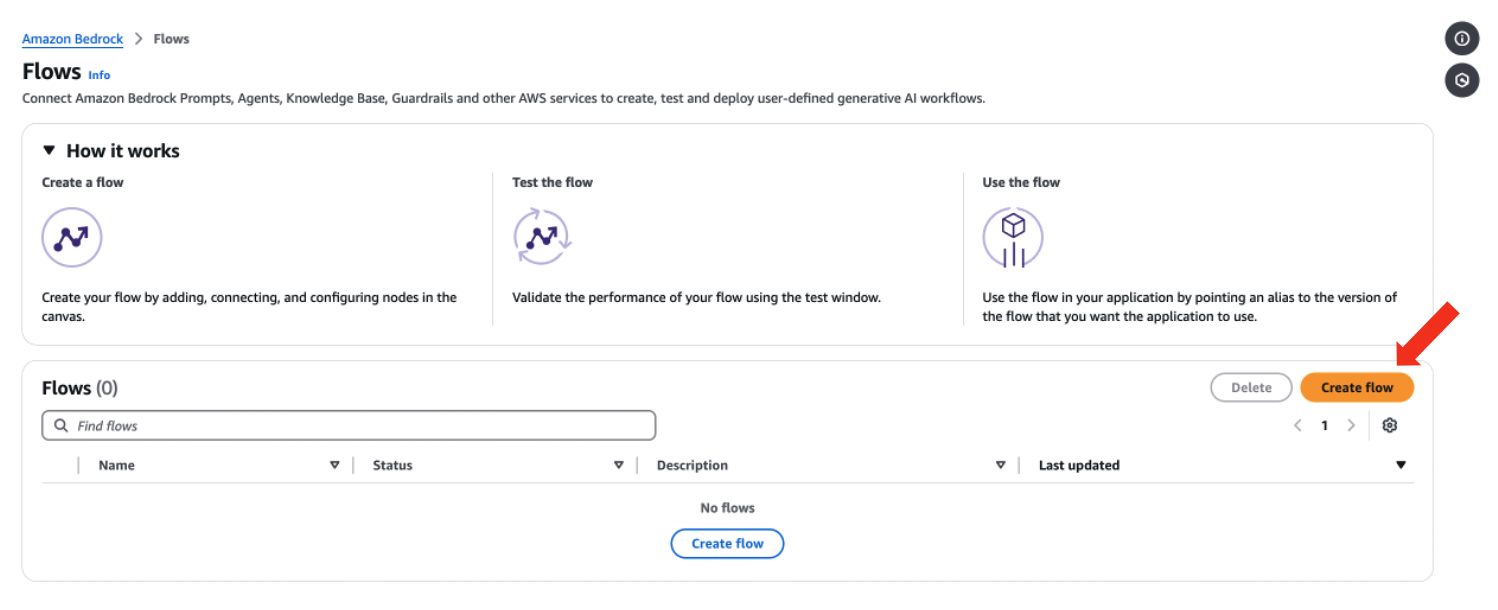 Amazon Bedrock > Flows
Flows Info
Connect Amazon Bedrock Prompts, Agents, Knowledge Base, Guardrails and other AWS services to create, test and deploy user-defined generative AI workflows.
How it works
Create a flow
Create your flow by adding, connecting, and configuring nodes in the
canvas.
Test the flow
Validate the performance of your flow using the test window.
Use the flow
Use the flow in your application by pointing an alias to the version of
the flow that you want the application to use.
Flows (0)
Delete
Create flow
Find flows
1
Name
Status
Description
Last updated
No flows
Create flow